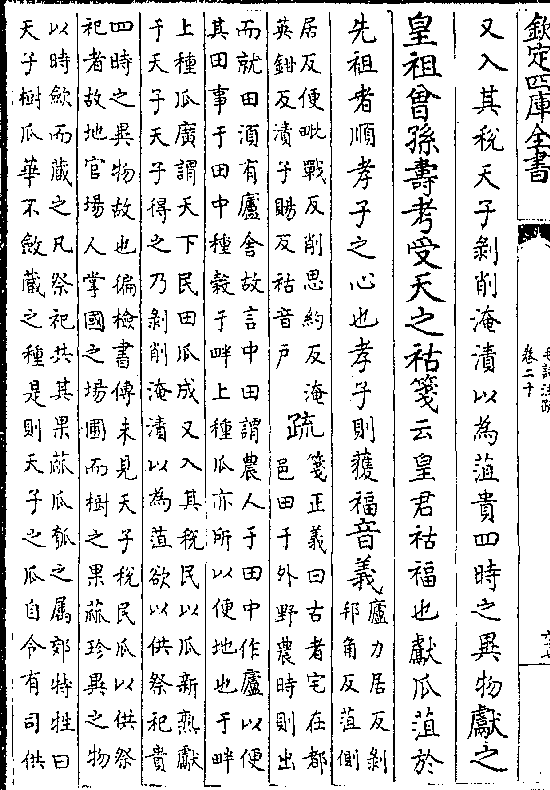 欽定四庫全書
卷二十
又入其稅天子剝削淹漬以為菹貴四時之異物獻之
皇祖曾孫壽考受天之祜箋云皇君祜福也獻瓜菹於
先祖者順孝子之心也孝子則獲福音義
廬力居反剝
邦角反菹側
居反便毗戰反削思約反淹
英鉗反漬子賜反祜音戸
疏
箋正義曰古者宅在都
邑田于外野農時則出
而就田須有廬舍故言中田謂農人于田中作廬以便
其田事于田中種穀于畔上種瓜亦所以便地也于畔
上種瓜廣謂天下民田瓜成又入其稅民以瓜新熟獻
于天子天子得之乃剝削淹漬以為菹欲以供祭祀貴
四時之異物故也徧檢書傳未見天子稅民瓜以供祭
祀者故地官場人掌國之場圃而樹之果蓏珍異之物
以時斂而藏之凡祭祀共其果蓏瓜瓠之属郊特牲曰
天子樹瓜華不斂藏之種是則天子之瓜自令有司供